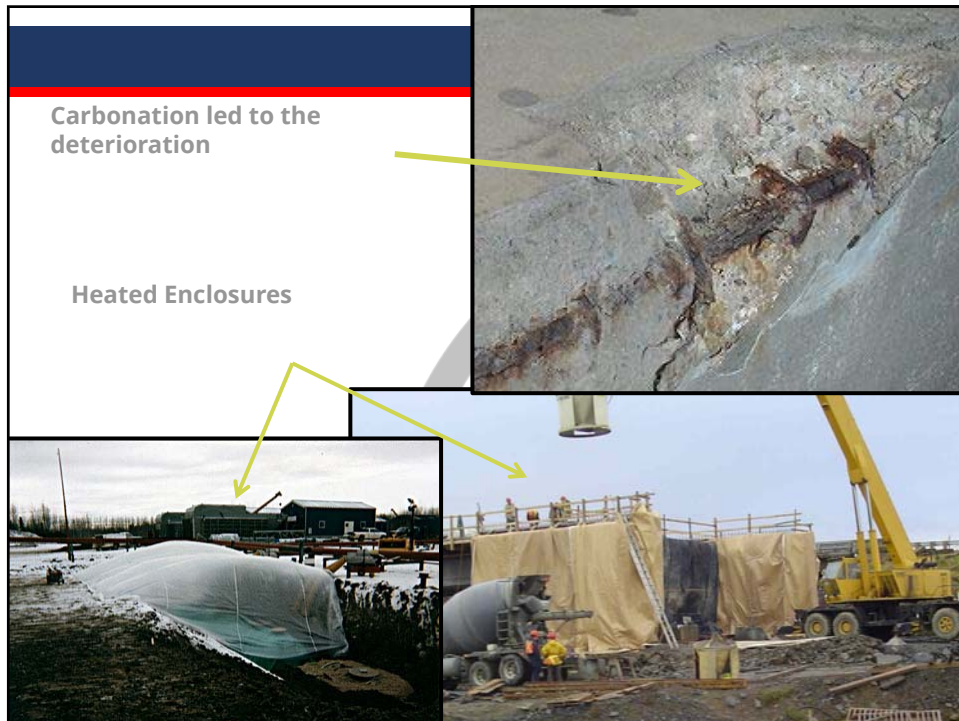 Carbonation led to the
deterioration
Heated Enclosures